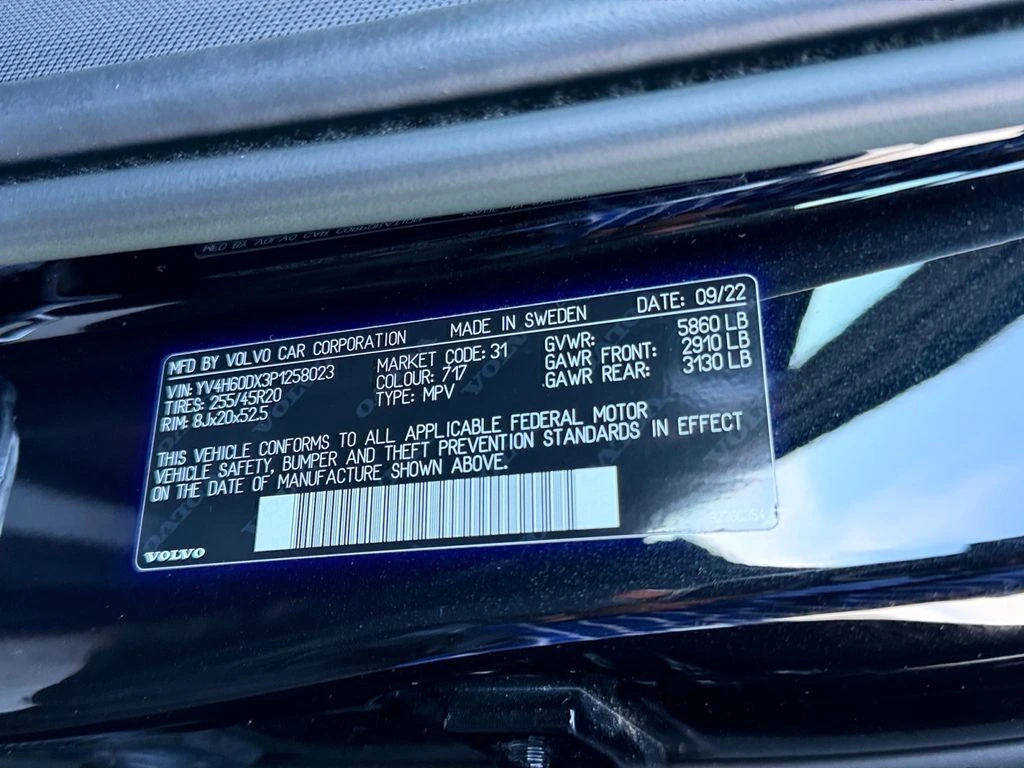 MFD BY VOLVO CAR CORPORATION MADE IN SWEDEN DATE: 09/22
VIN: YV4H60DX3P1258023 MARKET CODE: 31 GVWR: 5860 LB
TIRES: 255/45R20 COLOUR: 717 GAWR FRONT: 2910 LB
RIM: 8Jx20x52.5 TYPE: MPV GAWR REAR: 3130 LB
THIS VEHICLE CONFORMS TO ALL APPLICABLE FEDERAL MOTOR
VEHICLE SAFETY, BUMPER AND THEFT PREVENTION STANDARDS IN EFFECT
ON THE DATE OF MANUFACTURE SHOWN ABOVE.
VOLVO